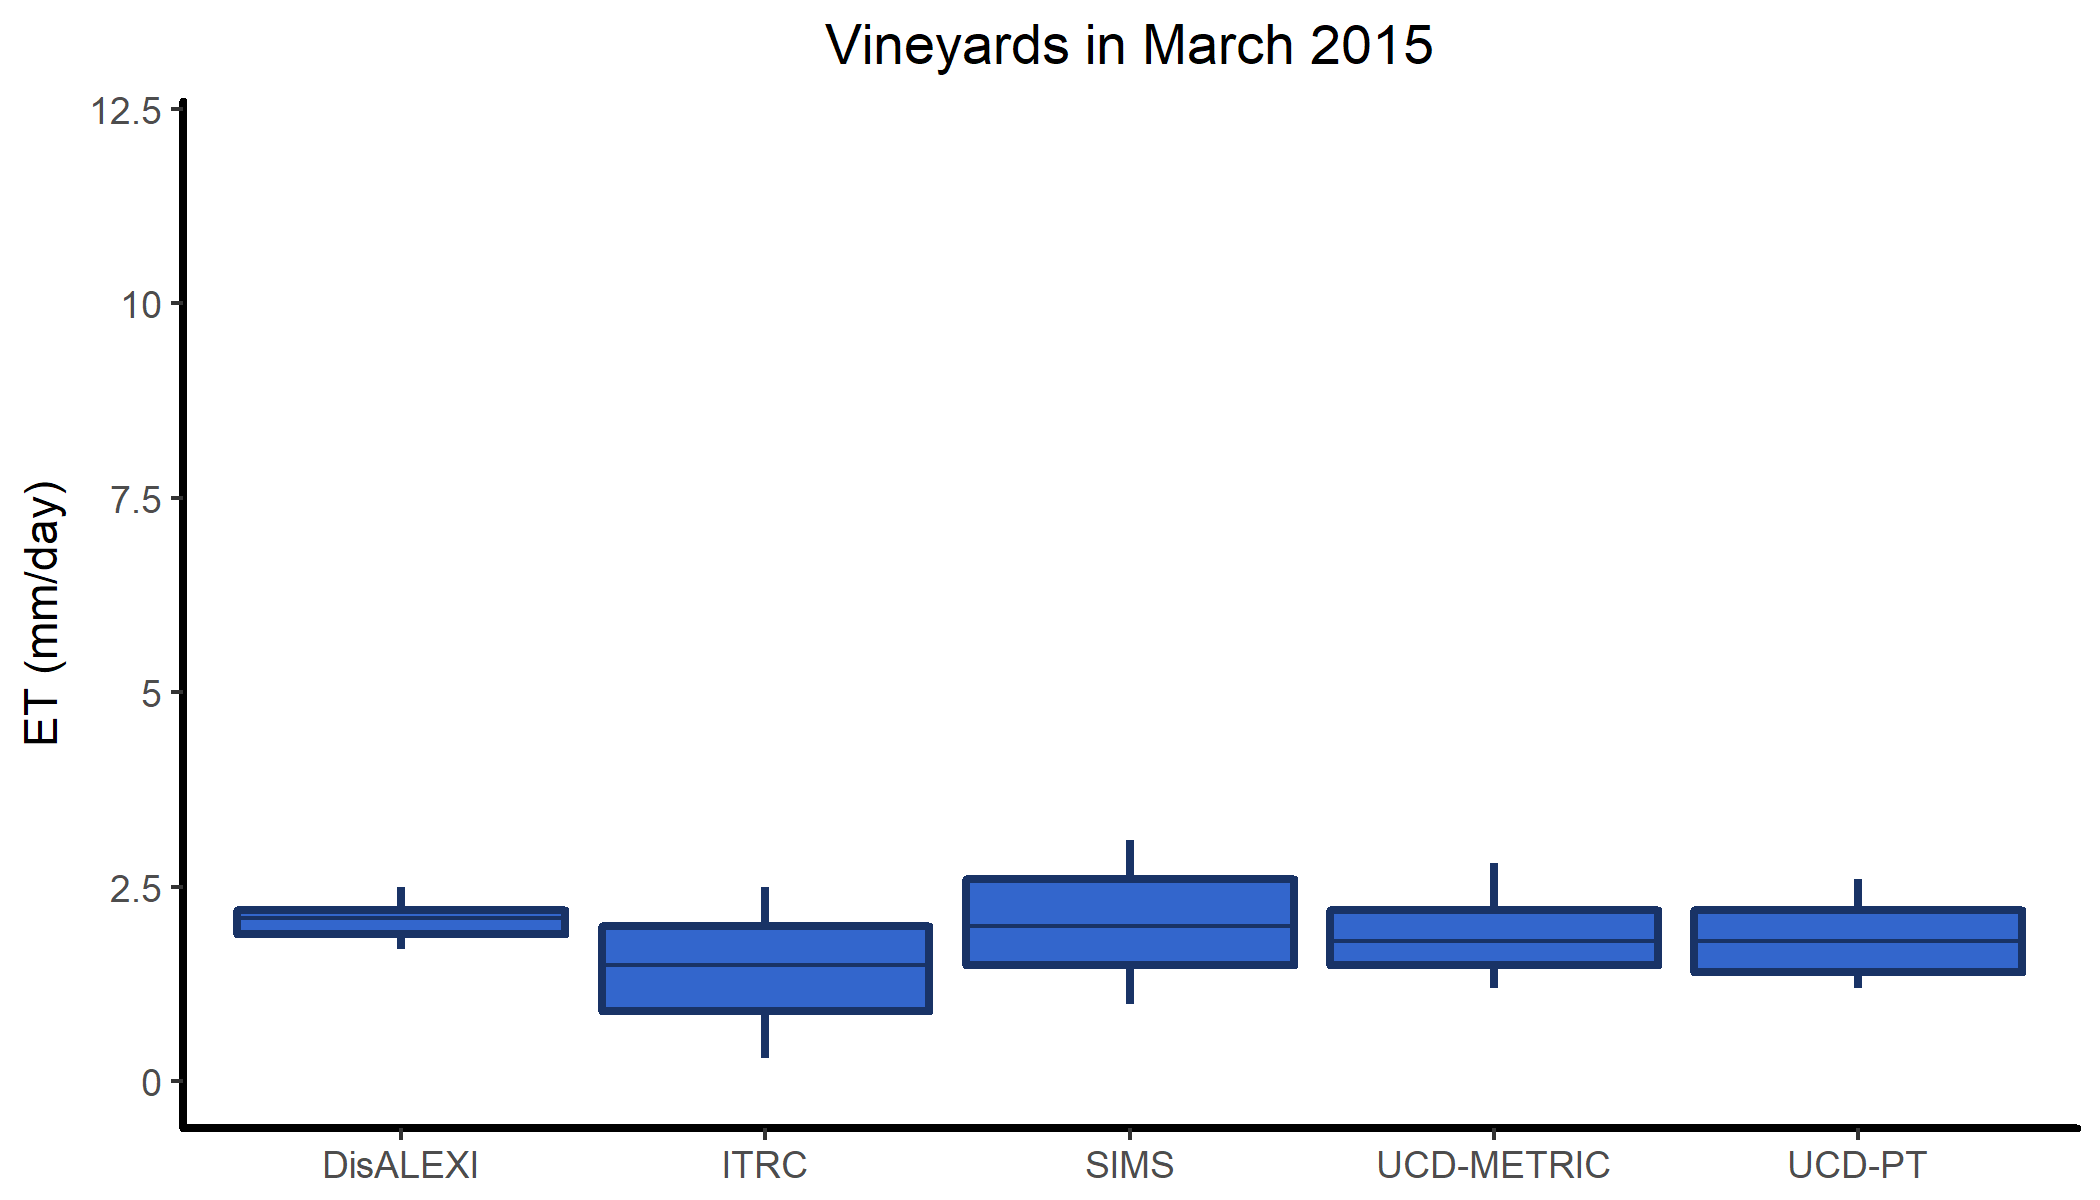 Vineyards in March 2015
12.5
10
7.5
5
2.5
0
ET (mm/day)
DisALEXI ITRC SIMS UCD-METRIC UCD-PT